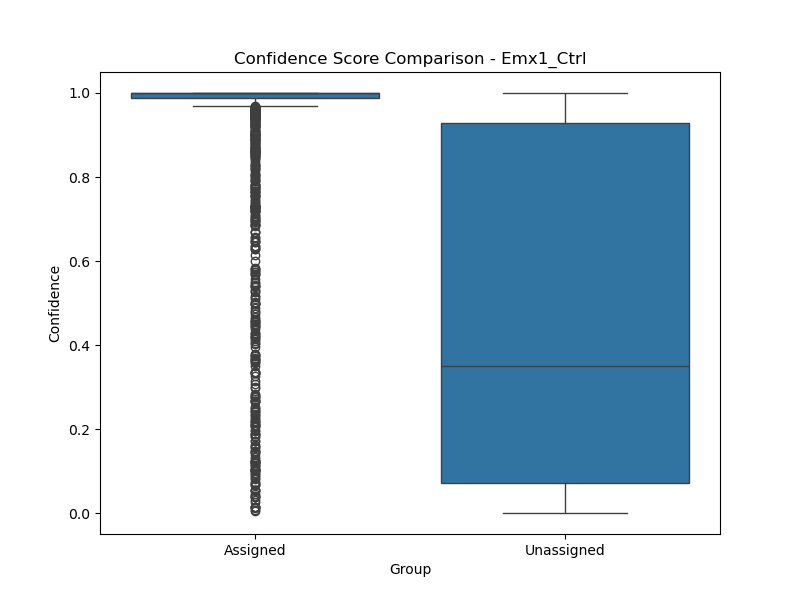 Confidence Score Comparison - Emx1_Ctrl
1.0
0.8
0.6
0.4
0.2
0.0
Confidence
Assigned
Unassigned
Group